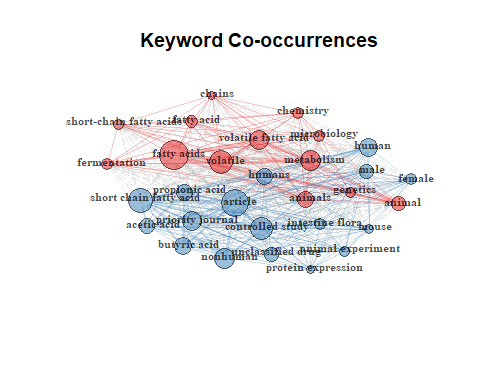 Keyword Co-occurrences
chains
chemistry
short-chain fatty acids
fatty acid
microbiology
volatile fatty acid
human
fatty acids
volatile
metabolism
fermentation
male
humans
female
propionic acid
genetics
short chain fatty acid
article
animals
animal
priority journal
intestine flora
acetic acid
controlled study
mouse
butyric acid
nonhuman
unclassified drug
animal experiment
protein expression